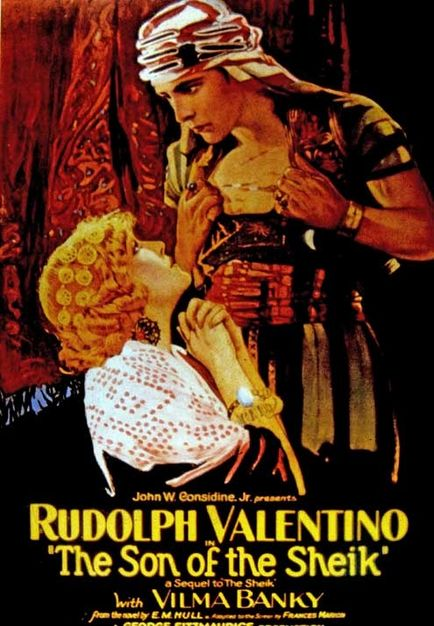 John W. Considine, Jr. presents
RUDOLPH VALENTINO
IN
"The Son of the Sheik"
a Sequel to "The Sheik"
with VILMA BANKY
from the novel by E.M. HULL • Adapted to the Screen by FRANCES MARION
a GEORGE FITZMAURICE PRODUCTION